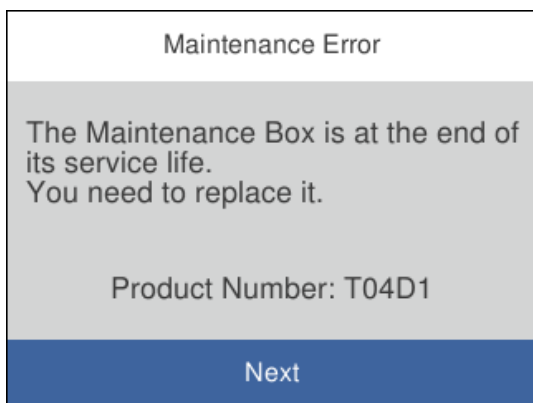 Maintenance Error
The Maintenance Box is at the end of
its service life.
You need to replace it.
Product Number: T04D1
Next